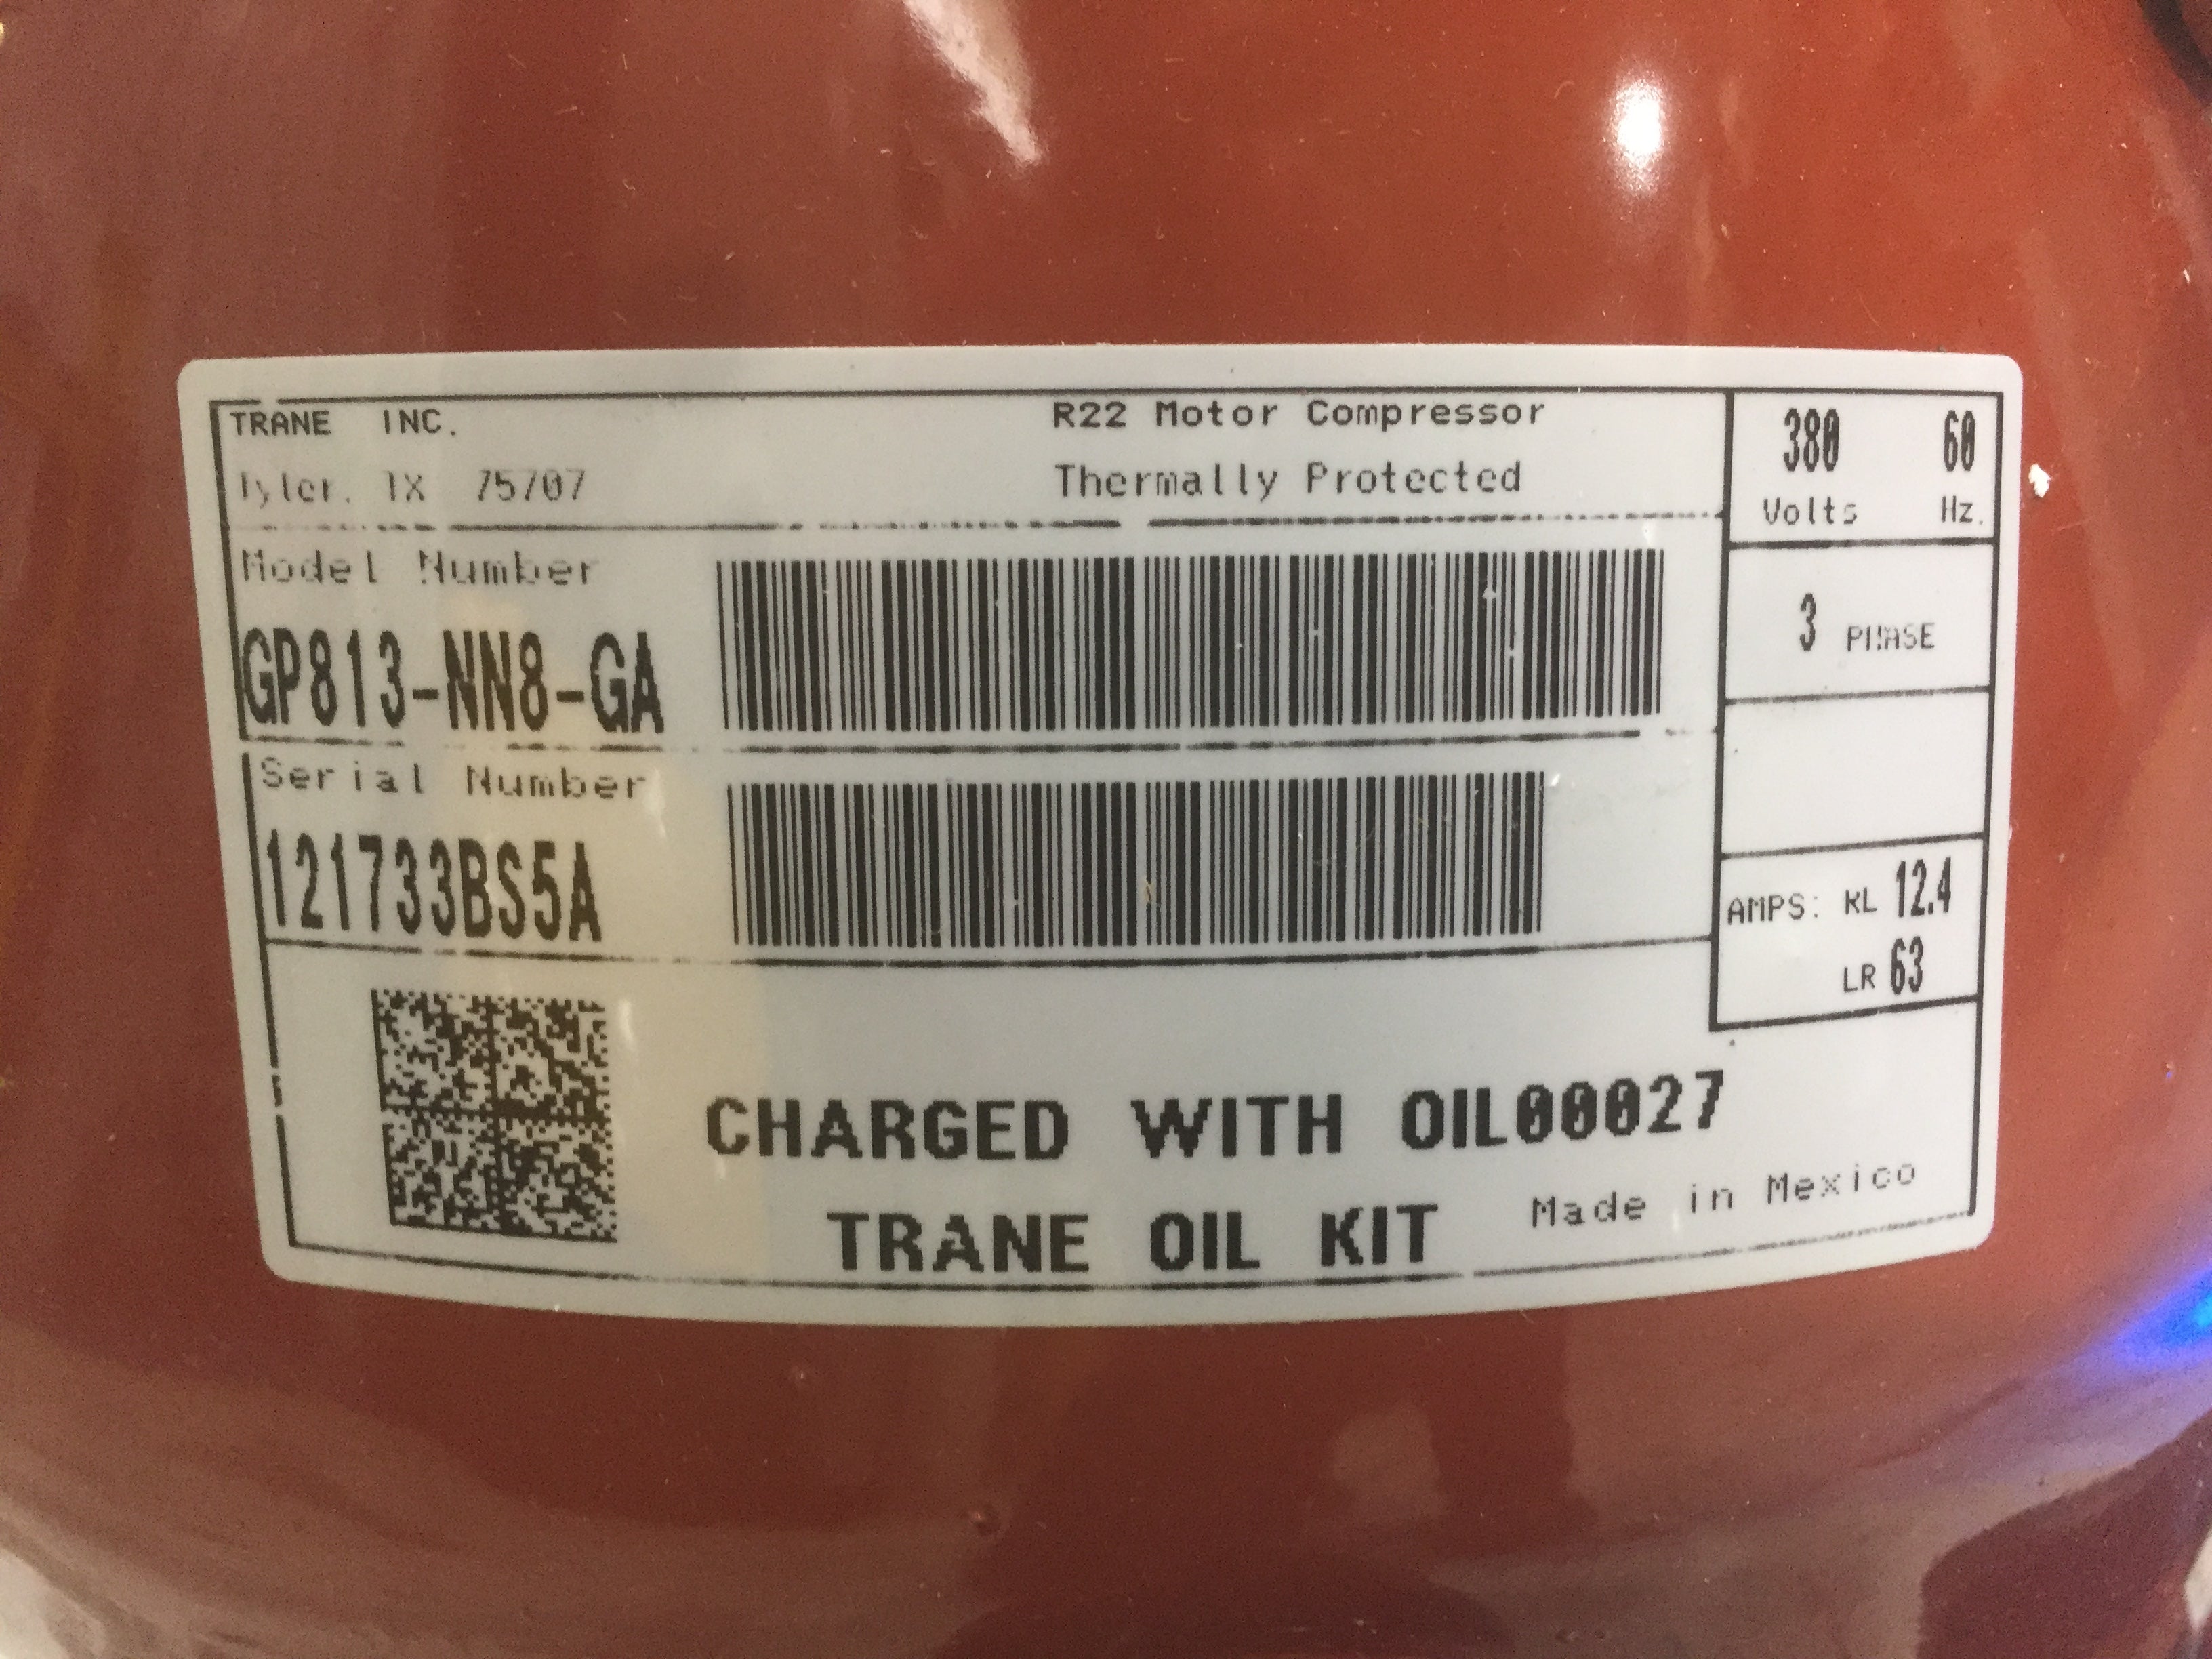 TRANE INC.
Tyler, TX 75707
R22 Motor Compressor
Thermally Protected
380 60
Volts Hz.
Model Number
GP813-NN8-GA
3 PHASE
Serial Number
121733BS5A
AMPS: RL 12.4
LR 63
CHARGED WITH OIL00027
TRANE OIL KIT
Made in Mexico